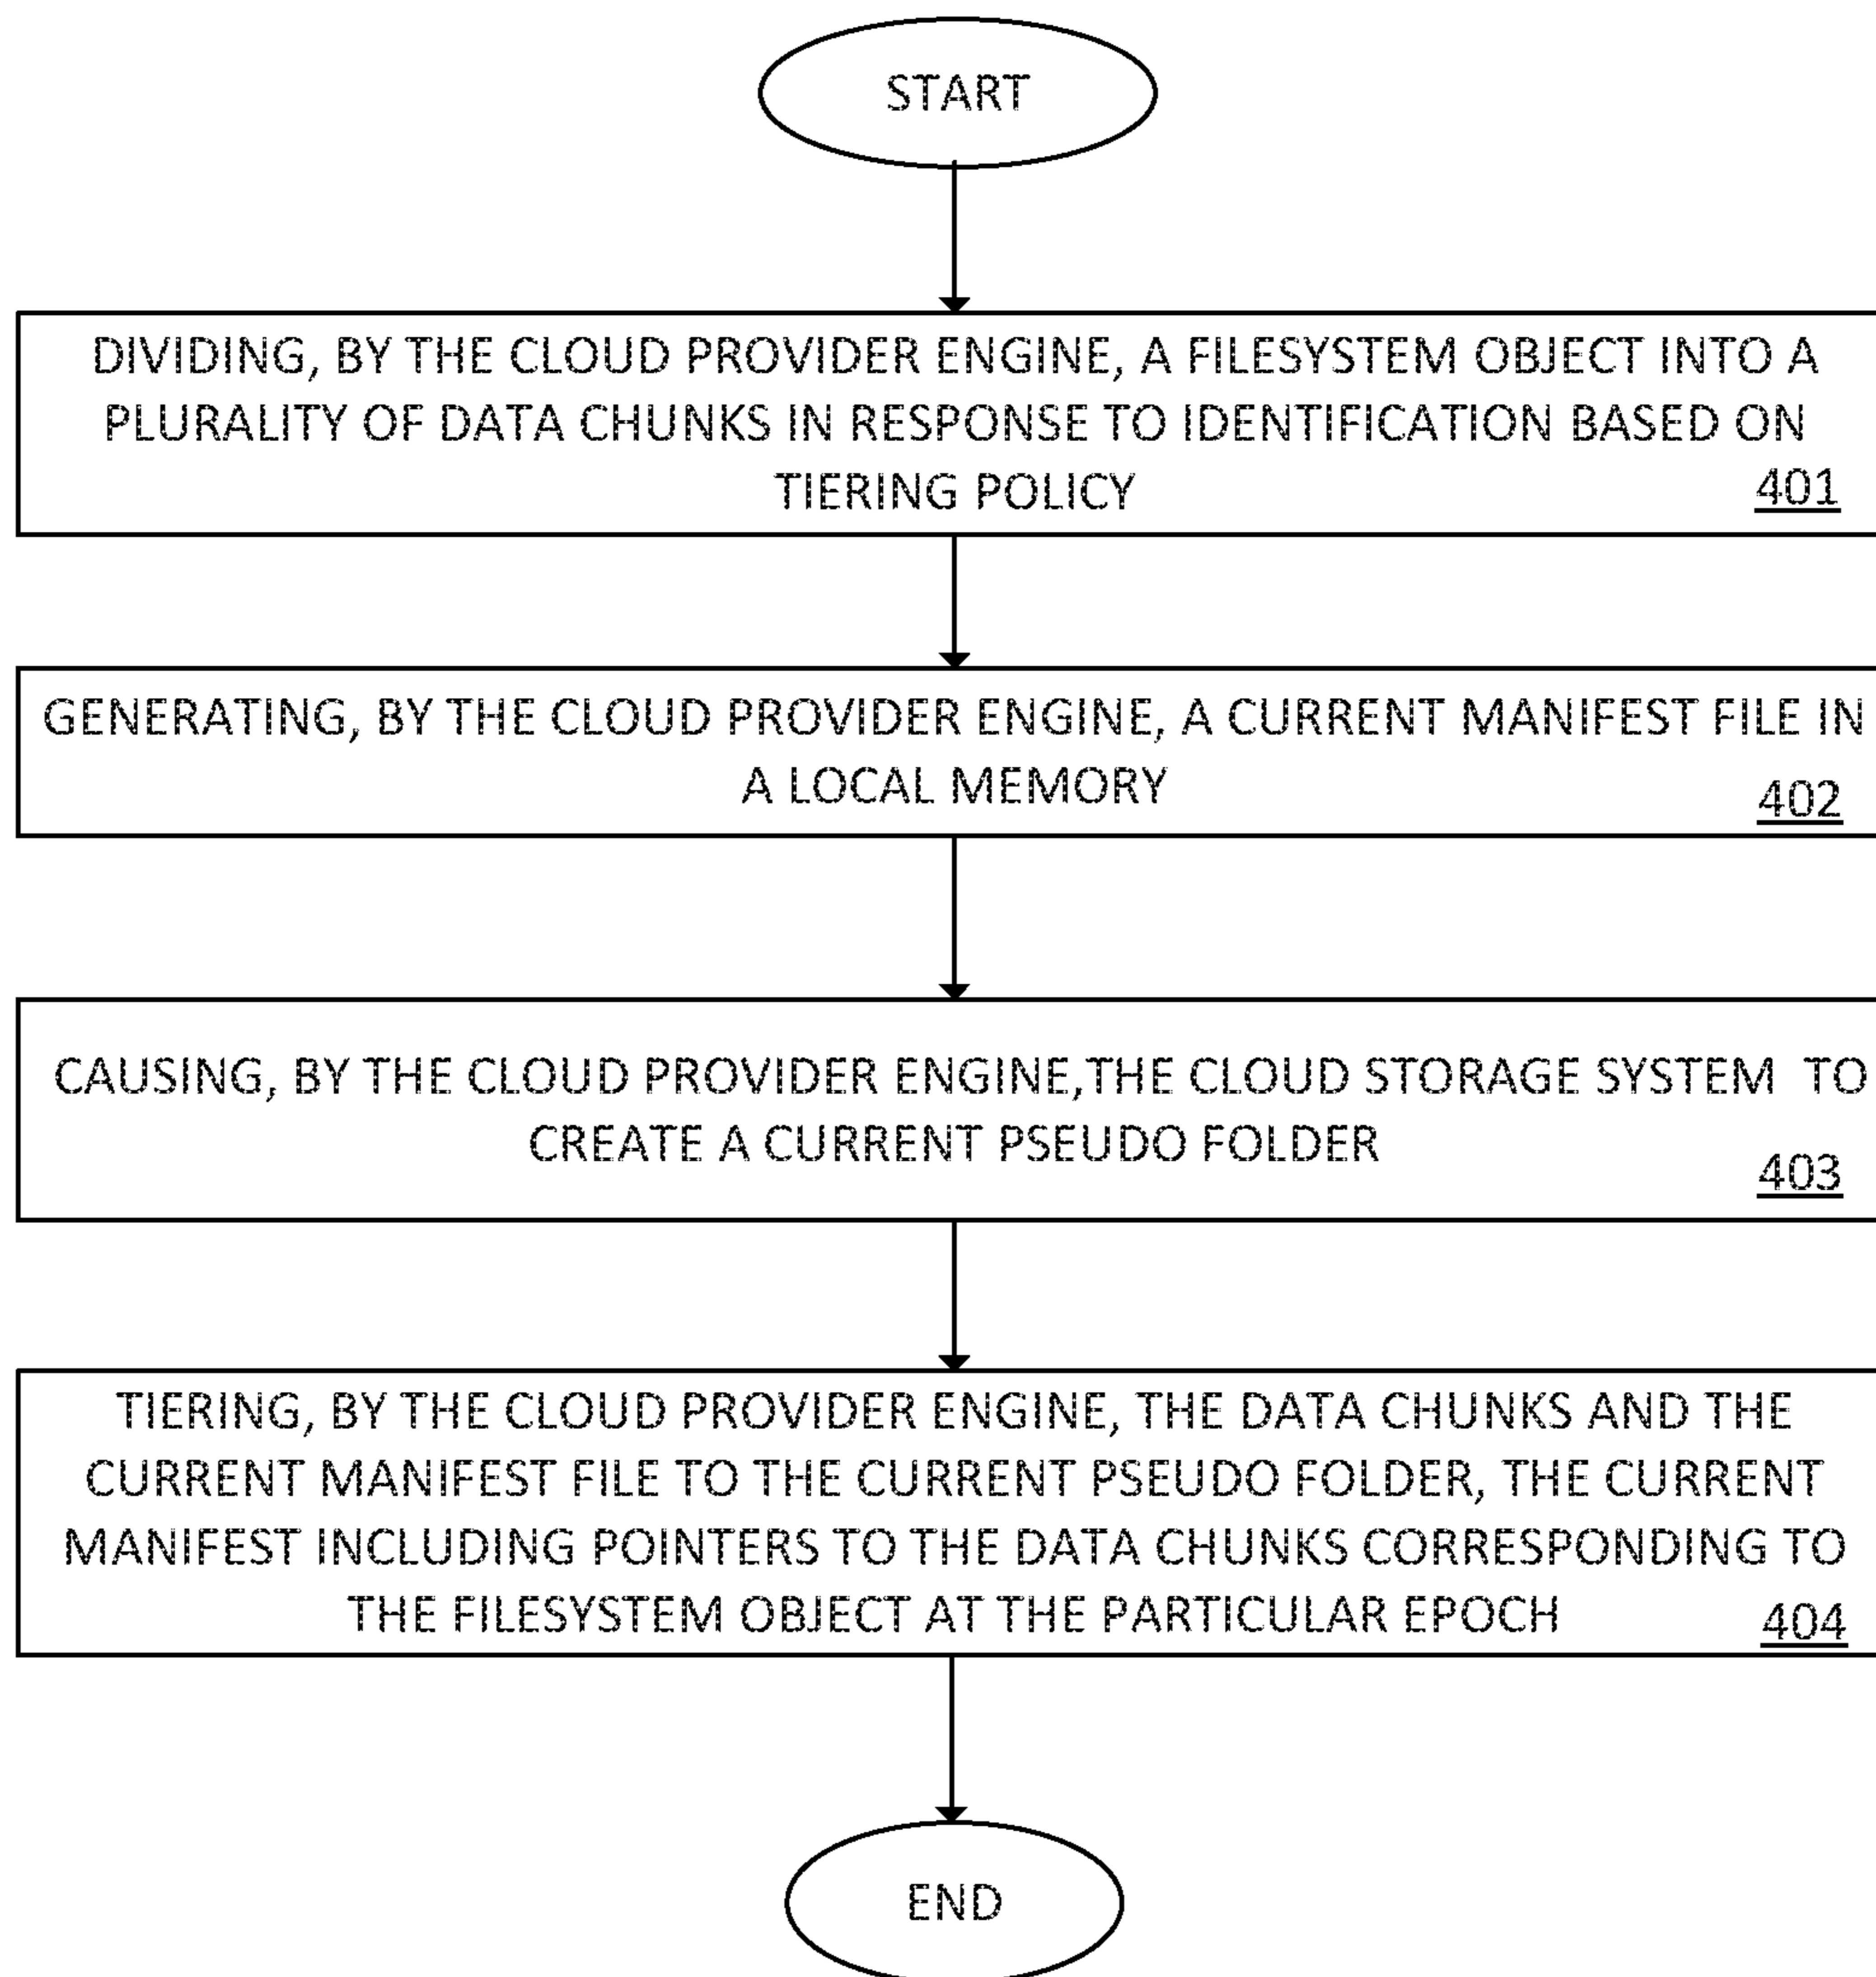 START
DIVIDING, BY THE CLOUD PROVIDER ENGINE, A FILESYSTEM OBJECT INTO A
PLURALITY OF DATA CHUNKS IN RESPONSE TO IDENTIFICATION BASED ON
TIERING POLICY
401
GENERATING, BY THE CLOUD PROVIDER ENGINE, A CURRENT MANIFEST FILE IN
A LOCAL MEMORY
402
CAUSING, BY THE CLOUD PROVIDER ENGINE,THE CLOUD STORAGE SYSTEM TO
CREATE A CURRENT PSEUDO FOLDER
403
TIERING, BY THE CLOUD PROVIDER ENGINE, THE DATA CHUNKS AND THE
CURRENT MANIFEST FILE TO THE CURRENT PSEUDO FOLDER, THE CURRENT
MANIFEST INCLUDING POINTERS TO THE DATA CHUNKS CORRESPONDING TO
THE FILESYSTEM OBJECT AT THE PARTICULAR EPOCH
404
END